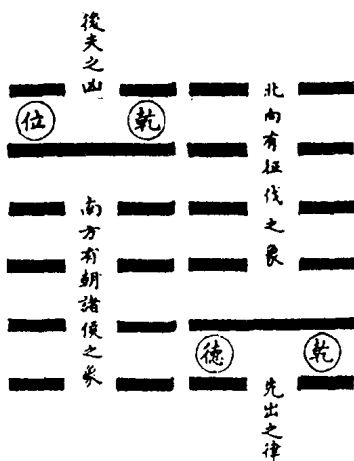 北向有征伐之象
乾
德
先出之律
後夫之凶
乾
位
南方有朝諸侯之象